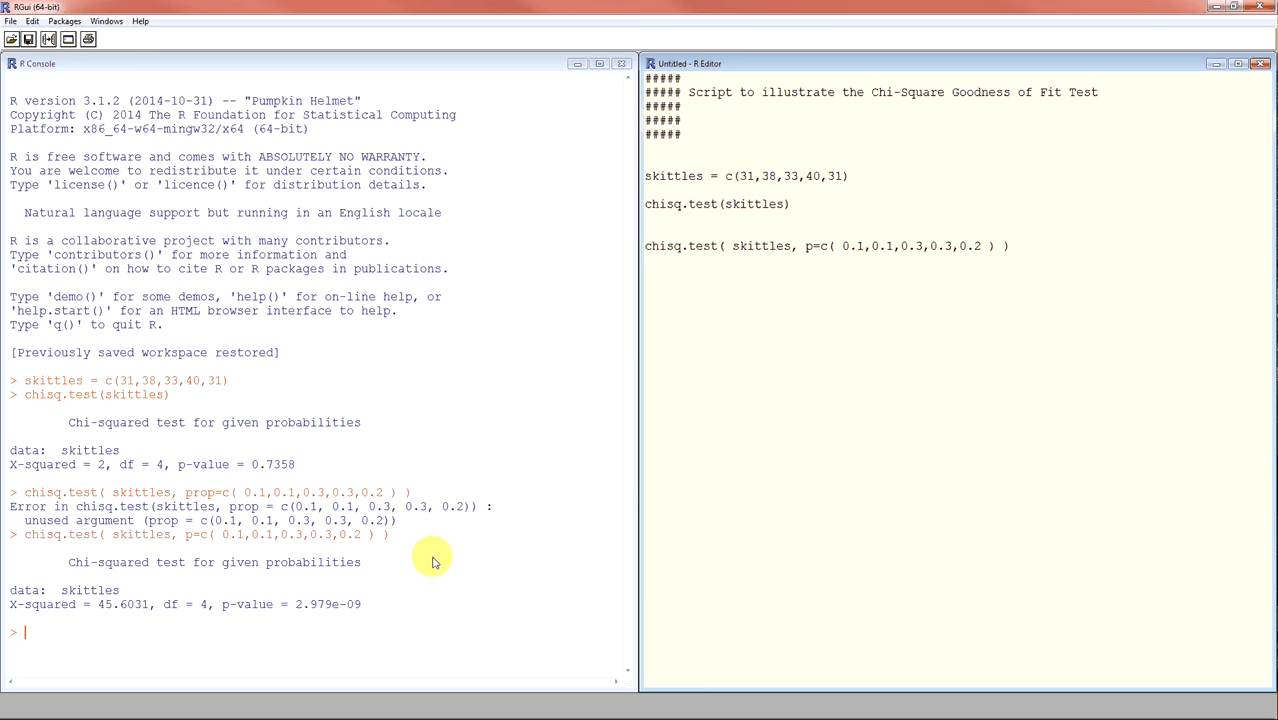 RGui (64-bit)
File Edit Packages Windows Help
R Console
R version 3.1.2 (2014-10-31) -- "Pumpkin Helmet"
Copyright (C) 2014 The R Foundation for Statistical Computing
Platform: x86_64-w64-mingw32/x64 (64-bit)
R is free software and comes with ABSOLUTELY NO WARRANTY.
You are welcome to redistribute it under certain conditions.
Type 'license()' or 'licence()' for distribution details.
Natural language support but running in an English locale
R is a collaborative project with many contributors.
Type 'contributors()' for more information and
'citation()' on how to cite R or R packages in publications.
Type 'demo()' for some demos, 'help()' for on-line help, or
'help.start()' for an HTML browser interface to help.
Type 'q()' to quit R.
[Previously saved workspace restored]
> skittles = c(31,38,33,40,31)
> chisq.test(skittles)
Chi-squared test for given probabilities
data:  skittles
X-squared = 2, df = 4, p-value = 0.7358
> chisq.test( skittles, prop=c( 0.1,0.1,0.3,0.3,0.2 ) )
Error in chisq.test(skittles, prop = c(0.1, 0.1, 0.3, 0.3, 0.2)) :
unused argument (prop = c(0.1, 0.1, 0.3, 0.3, 0.2))
> chisq.test( skittles, p=c( 0.1,0.1,0.3,0.3,0.2 ) )
Chi-squared test for given probabilities
data:  skittles
X-squared = 45.6031, df = 4, p-value = 2.979e-09
>
Untitled - R Editor
#####
##### Script to illustrate the Chi-Square Goodness of Fit Test
#####
#####
#####
skittles = c(31,38,33,40,31)
chisq.test(skittles)
chisq.test( skittles, p=c( 0.1,0.1,0.3,0.3,0.2 ) )